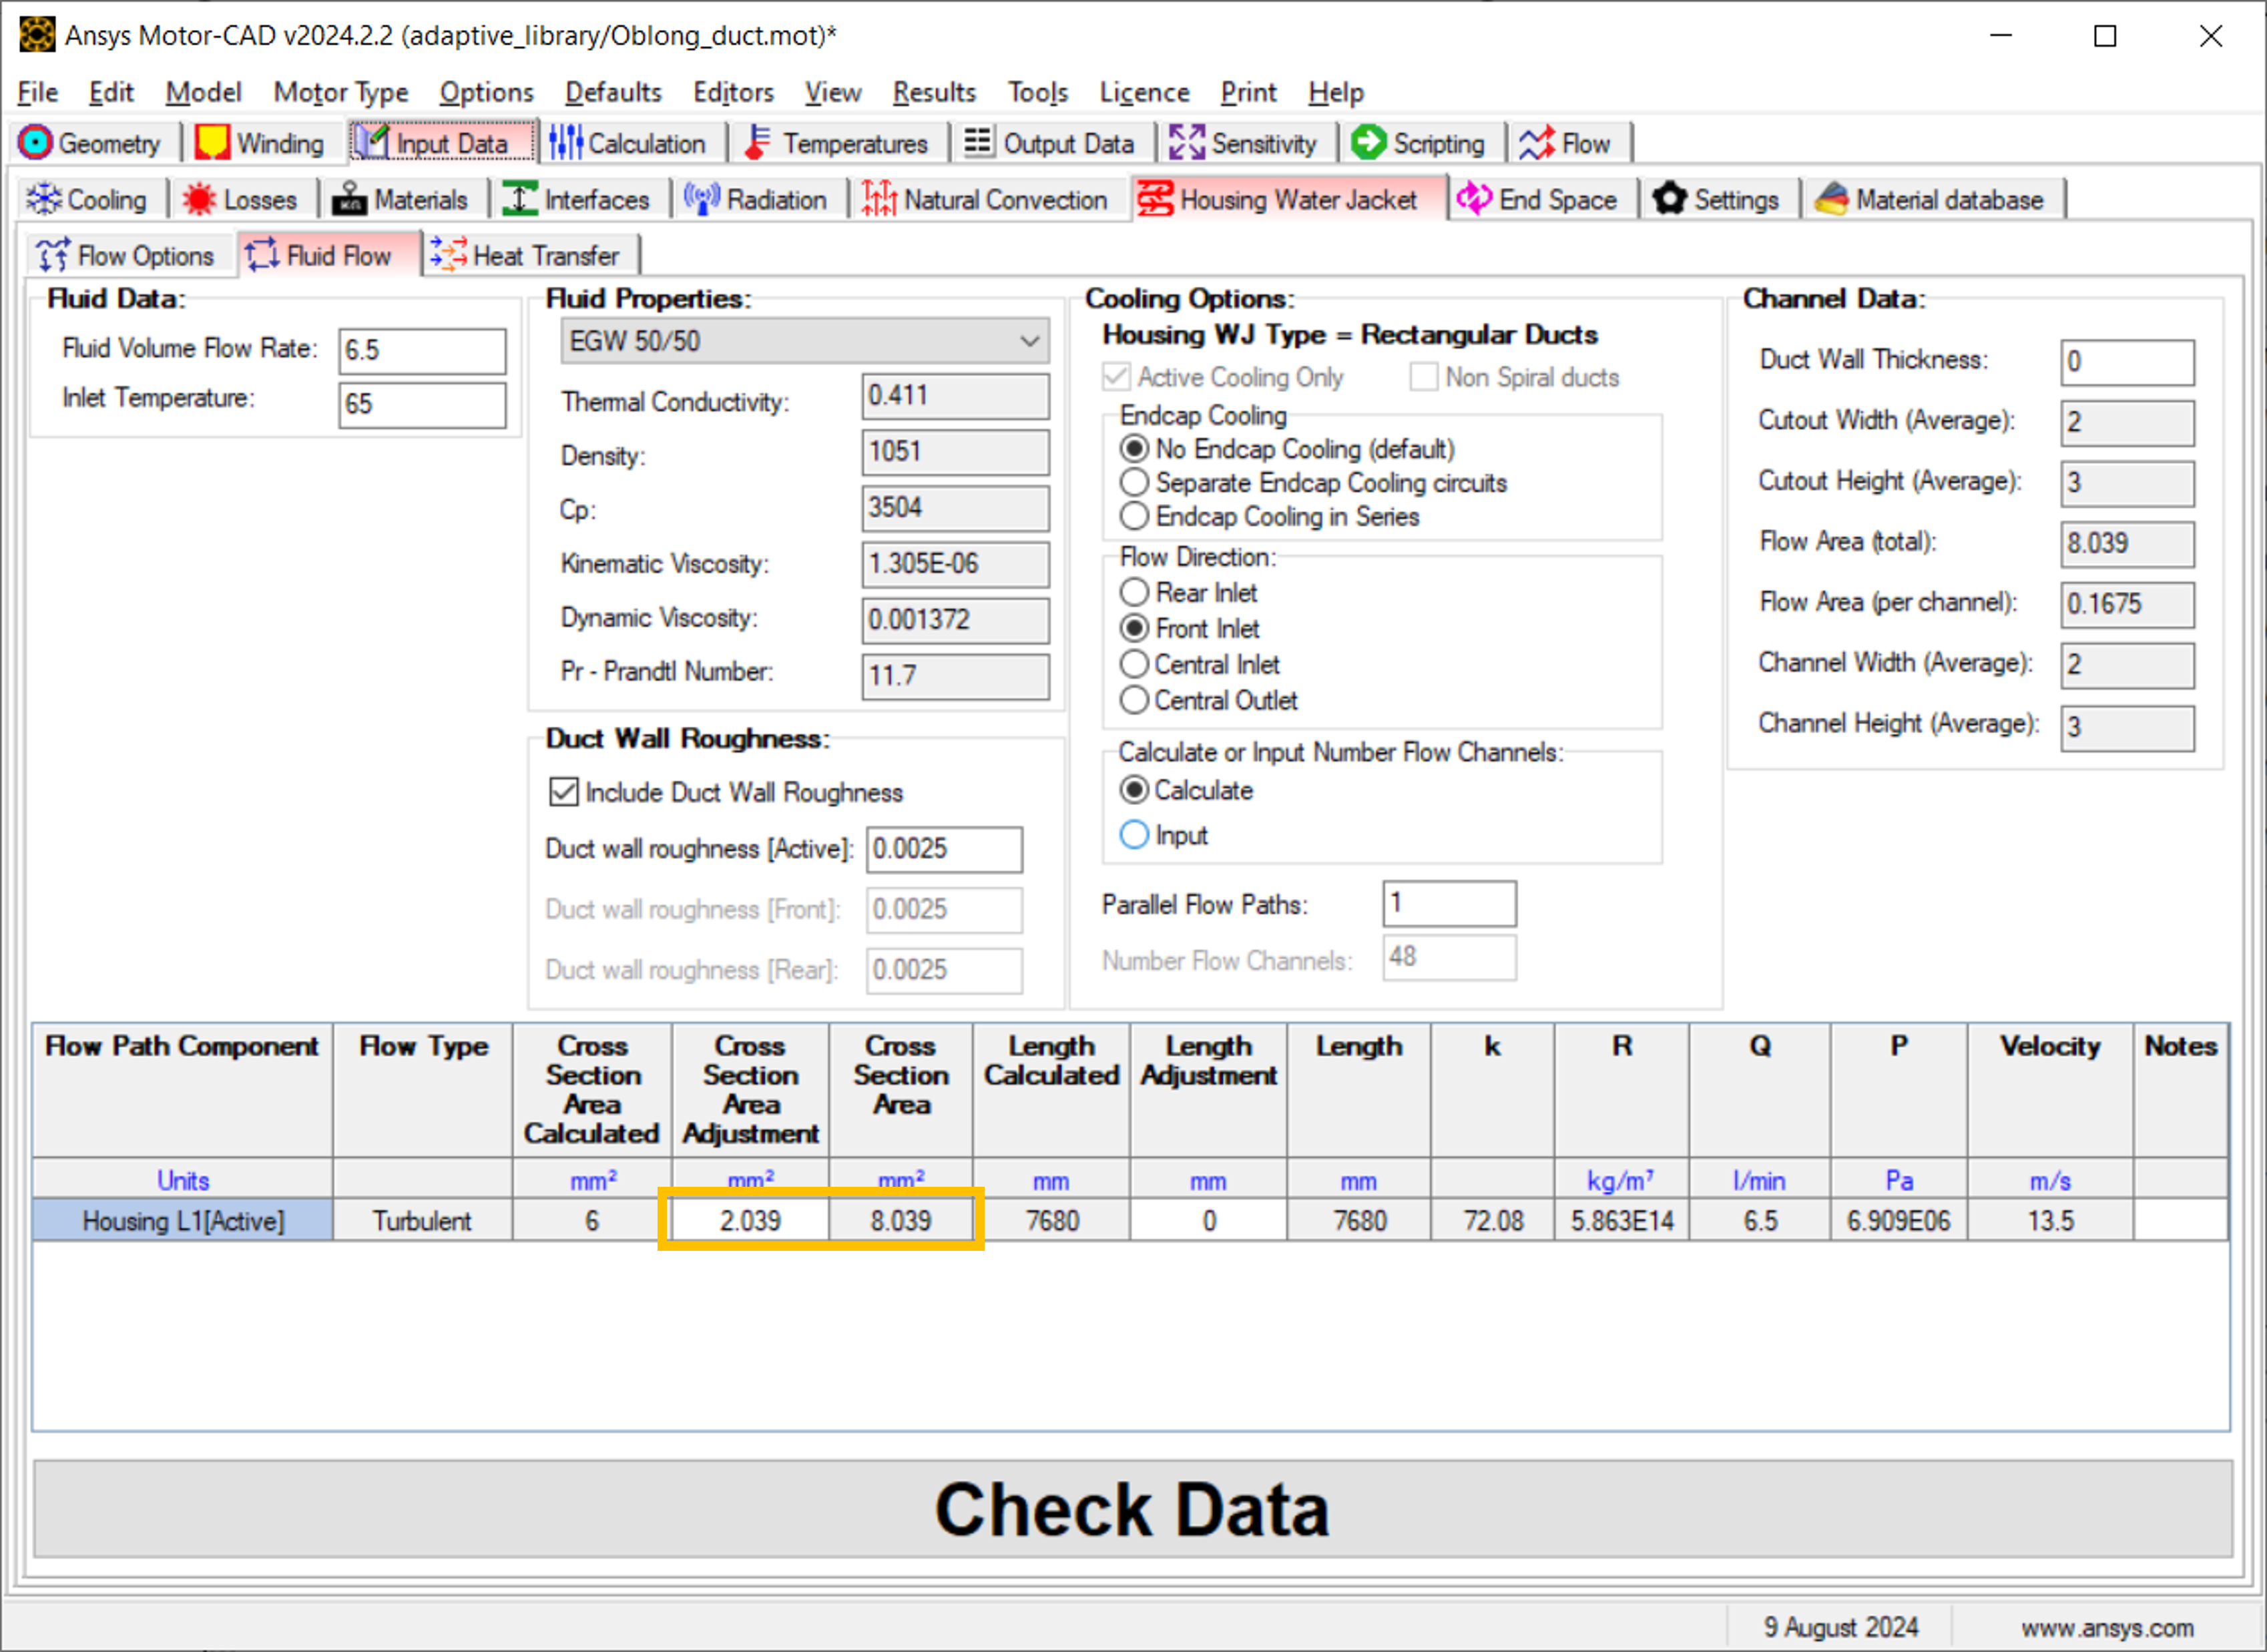 Ansys Motor-CAD v2024.2.2 (adaptive_library/Oblong_duct.mot)*
File Edit Model Motor Type Options Defaults Editors View Results Tools Licence Print Help
Geometry Winding Input Data Calculation Temperatures Output Data Sensitivity Scripting Flow
Cooling Losses Materials Interfaces Radiation Natural Convection Housing Water Jacket End Space Settings Material database
Flow Options Fluid Flow Heat Transfer
Fluid Data:
Fluid Volume Flow Rate: 6.5
Inlet Temperature: 65
Fluid Properties:
EGW 50/50
Thermal Conductivity: 0.411
Density: 1051
Cp: 3504
Kinematic Viscosity: 1.305E-06
Dynamic Viscosity: 0.001372
Pr - Prandtl Number: 11.7
Duct Wall Roughness:
Include Duct Wall Roughness
Duct wall roughness [Active]: 0.0025
Duct wall roughness [Front]: 0.0025
Duct wall roughness [Rear]: 0.0025
Cooling Options:
Housing WJ Type = Rectangular Ducts
Active Cooling Only Non Spiral ducts
Endcap Cooling
No Endcap Cooling (default)
Separate Endcap Cooling circuits
Endcap Cooling in Series
Flow Direction:
Rear Inlet
Front Inlet
Central Inlet
Central Outlet
Calculate or Input Number Flow Channels:
Calculate
Input
Parallel Flow Paths: 1
Number Flow Channels: 48
Channel Data:
Duct Wall Thickness: 0
Cutout Width (Average): 2
Cutout Height (Average): 3
Flow Area (total): 8.039
Flow Area (per channel): 0.1675
Channel Width (Average): 2
Channel Height (Average): 3
Flow Path Component Flow Type Cross Section Area Calculated Cross Section Area Adjustment Cross Section Area Length Calculated Length Adjustment Length k R Q P Velocity Notes
Units mm² mm² mm² mm mm mm kg/m⁷ l/min Pa m/s
Housing L1[Active] Turbulent 6 2.039 8.039 7680 0 7680 72.08 5.863E14 6.5 6.909E06 13.5
Check Data
9 August 2024 www.ansys.com